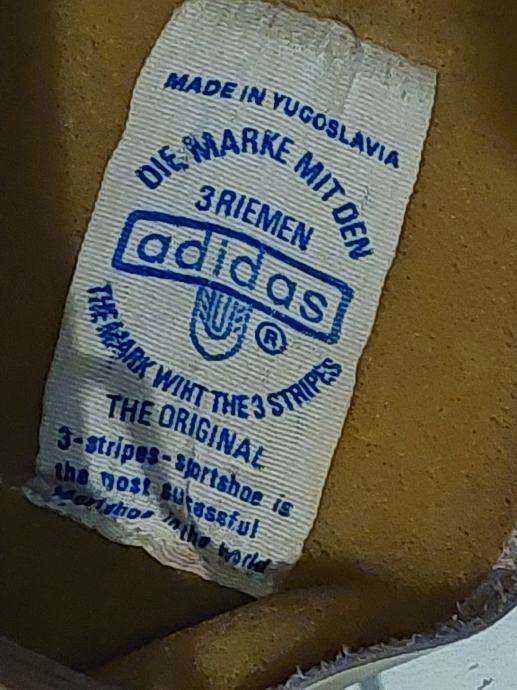 MADE IN YUGOSLAVIA
DIE MARKE MIT DEN
3 RIEMEN
adidas
®
THE MARK WIHT THE 3 STRIPES
THE ORIGINAL
3-stripes-sportshoe is
the most sucessful
sportshoe in the world